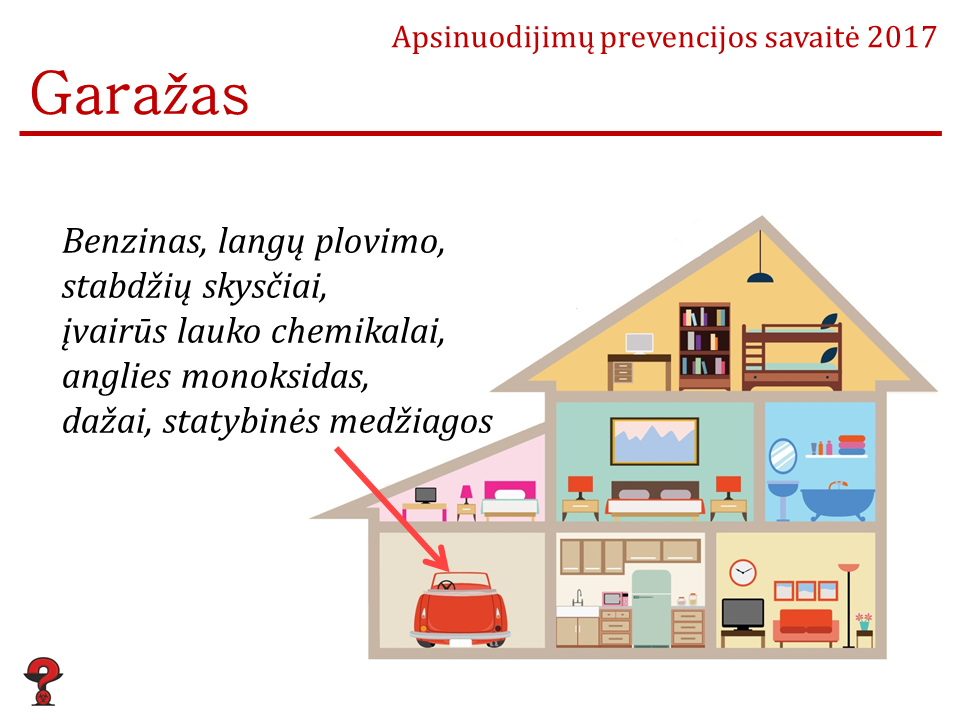 Apsinuodijimų prevencijos savaitė 2017
Garažas
Benzinas, langų plovimo,
stabdžių skysčiai,
įvairūs lauko chemikalai,
anglies monoksidas,
dažai, statybinės medžiagos